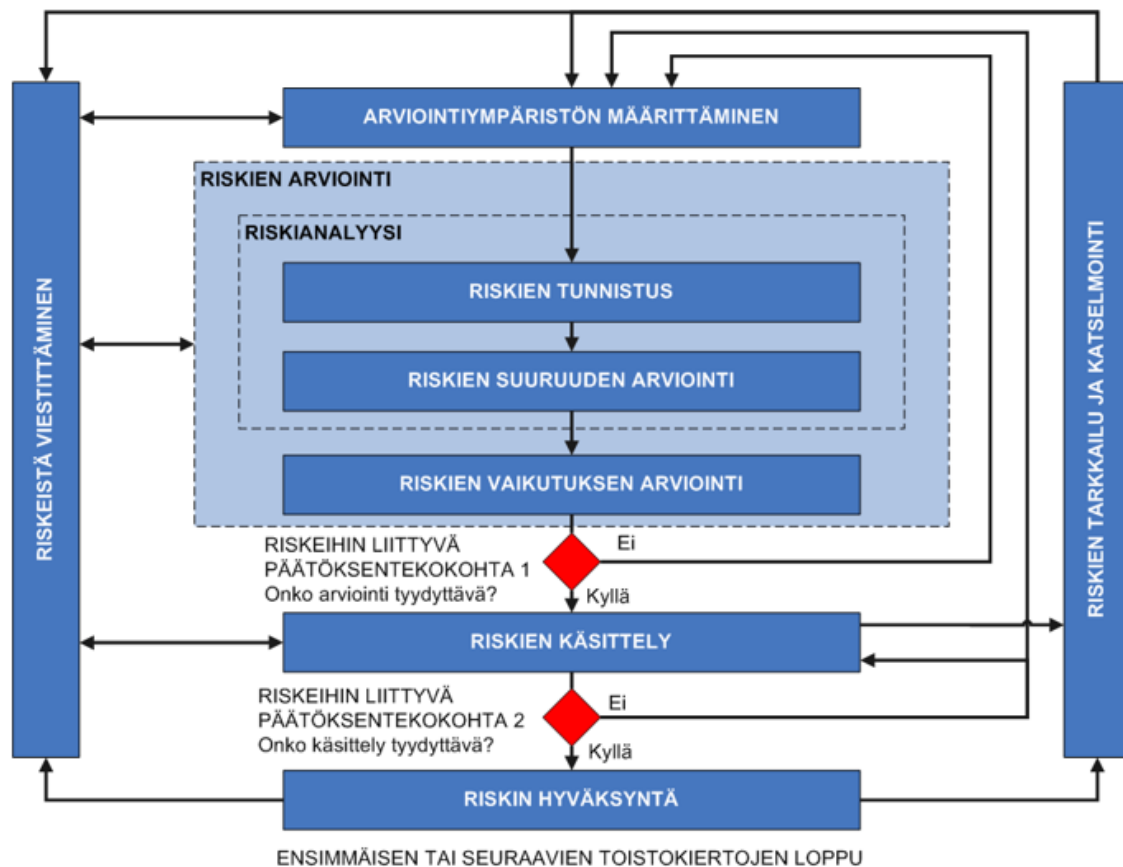 ARVIOINTIYMPÄRISTÖN MÄÄRITTÄMINEN
RISKIEN ARVIOINTI
RISKIANALYYSI
RISKIEN TUNNISTUS
RISKIEN SUURUUDEN ARVIOINTI
RISKIEN VAIKUTUKSEN ARVIOINTI
RISKEIHIN LIITTYVÄ
PÄÄTÖKSENTEKOKOHTA 1
Onko arviointi tyydyttävä?
Ei
Kyllä
RISKIEN KÄSITTELY
RISKEIHIN LIITTYVÄ
PÄÄTÖKSENTEKOKOHTA 2
Onko käsittely tyydyttävä?
Ei
Kyllä
RISKIN HYVÄKSYNTÄ
ENSIMMÄISEN TAI SEURAAVIEN TOISTOKIERTOJEN LOPPU
RISKEISTÄ VIESTITTÄMINEN
RISKIEN TARKKAILU JA KATSELMOINTI